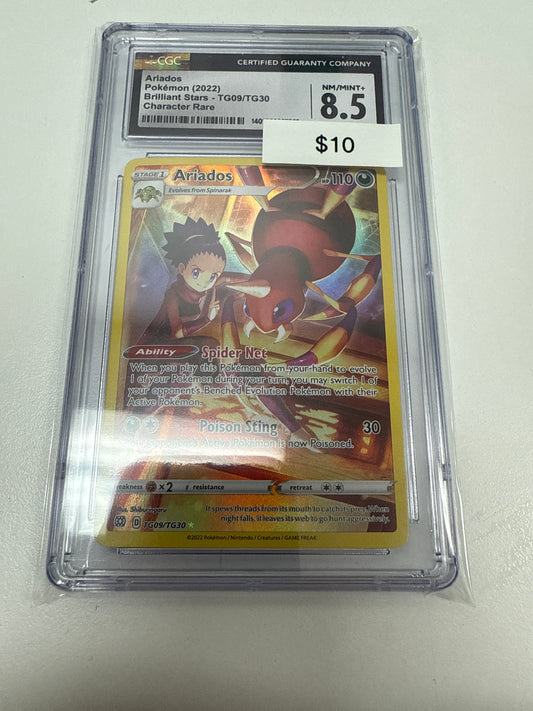 CGC
CERTIFIED GUARANTY COMPANY
Ariados
Pokémon (2022)
Brilliant Stars - TG09/TG30
Character Rare
NM/MINT+
8.5
$10
STAGE 1
Ariados
110
Evolves from Spinarak
Ability Spider Net
When you play this Pokémon from your hand to evolve
1 of your Pokémon during your turn, you may switch 1 of
your opponent's Benched Evolution Pokémon with their
Active Pokémon.
Poison Sting 30
opponent's Active Pokémon is now Poisoned.
weakness ×2 resistance retreat
It spews threads from its mouth to catch its prey. When
night falls, it leaves its web to go hunt aggressively.
D TG09/TG30
©2022 Pokémon / Nintendo / Creatures / GAME FREAK